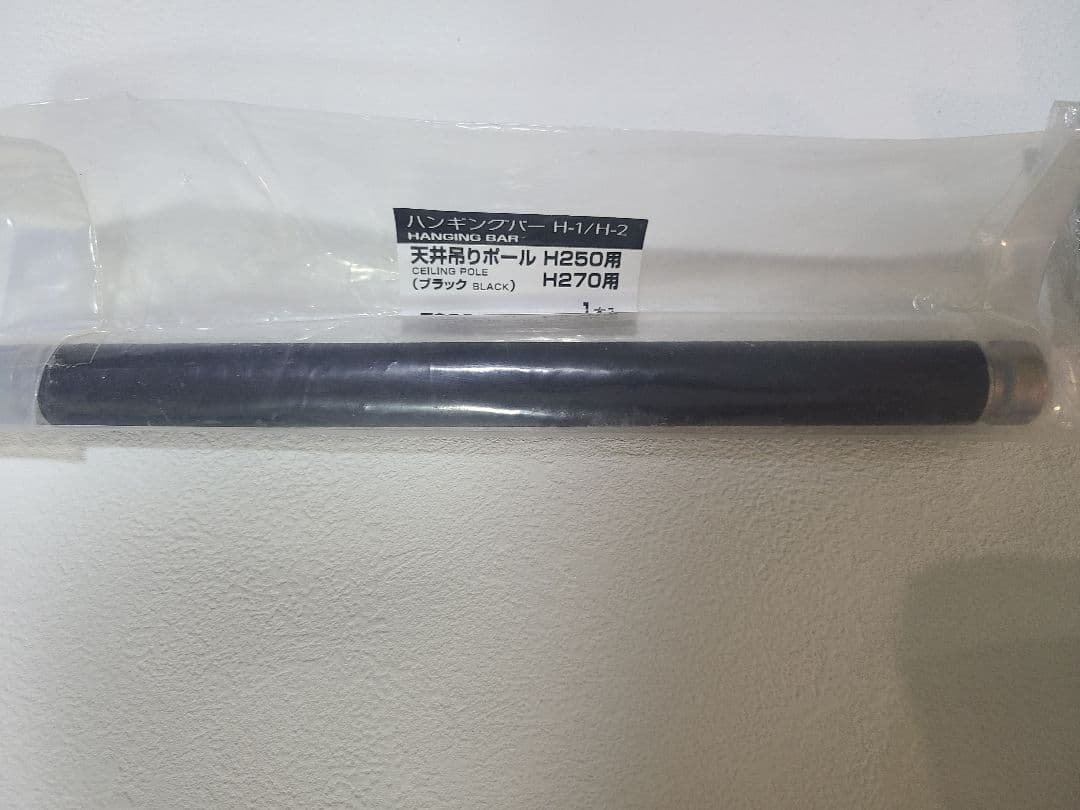 ハンギングバー H-1/H-2
HANGING BAR
天井吊りポール H250用
CEILING POLE
(ブラック BLACK) H270用